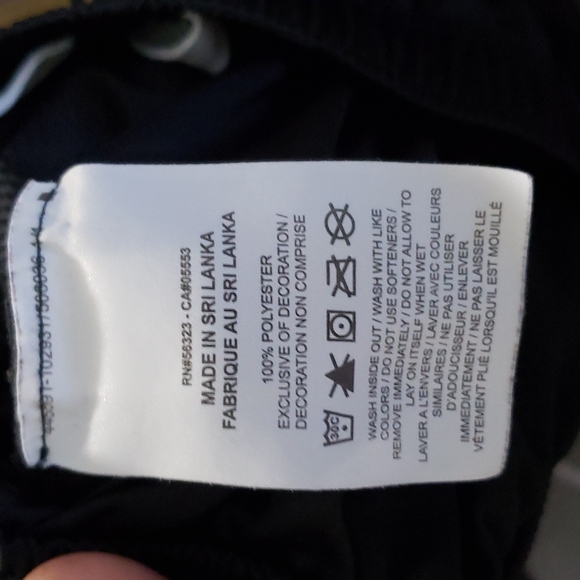 RN#56323 - CA#05553
MADE IN SRI LANKA
FABRIQUE AU SRI LANKA
100% POLYESTER
EXCLUSIVE OF DECORATION /
DECORATION NON COMPRISE
30C
WASH INSIDE OUT / WASH WITH LIKE
COLORS / DO NOT USE SOFTENERS /
REMOVE IMMEDIATELY / DO NOT ALLOW TO
LAY ON ITSELF WHEN WET
LAVER A L'ENVERS / LAVER AVEC COULEURS
SIMILAIRES / NE PAS UTILISER
D'ADOUCISSEUR / ENLEVER
IMMEDIATEMENT / NE PAS LAISSER LE
VÊTEMENT PLIÉ LORSQU'IL EST MOUILLÉ